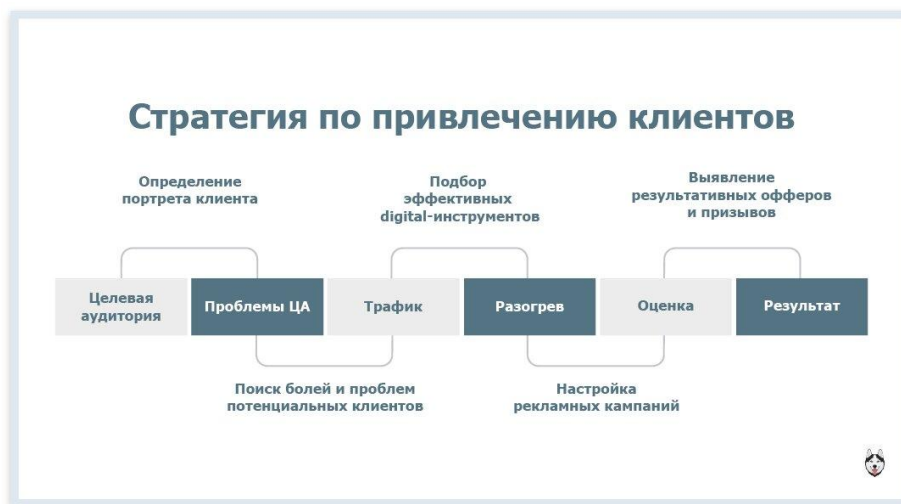 Стратегия по привлечению клиентов
Определение
портрета клиента
Подбор
эффективных
digital-инструментов
Выявление
результативных офферов
и призывов
Целевая
аудитория
Проблемы ЦА
Трафик
Разогрев
Оценка
Результат
Поиск болей и проблем
потенциальных клиентов
Настройка
рекламных кампаний